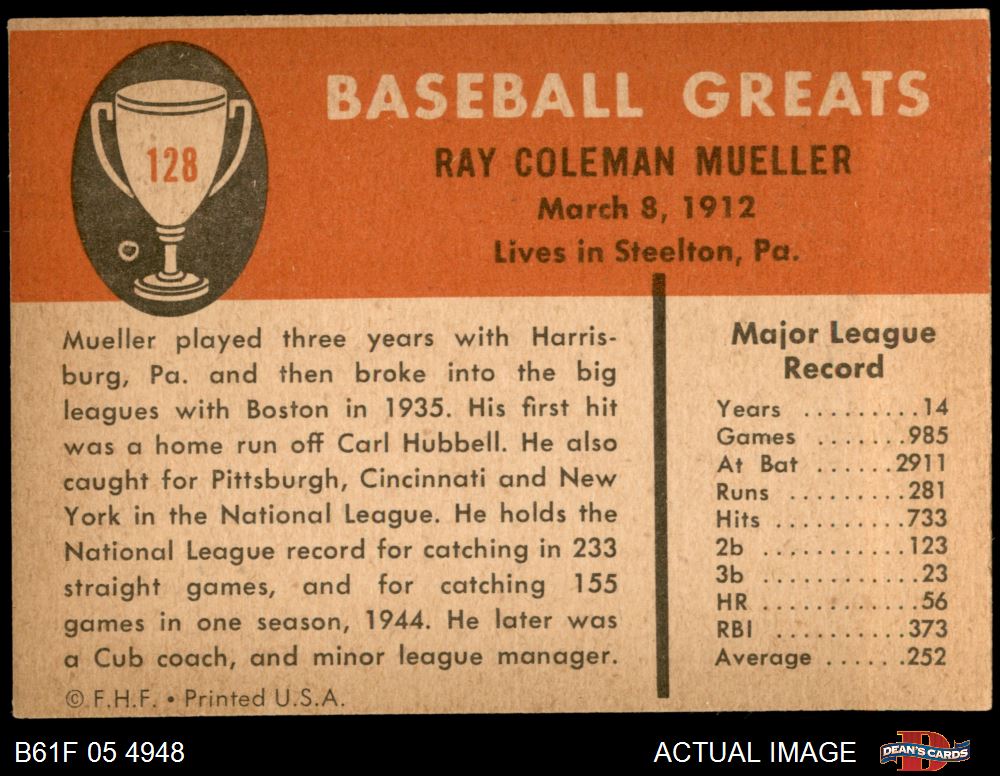 128
BASEBALL GREATS
RAY COLEMAN MUELLER
March 8, 1912
Lives in Steelton, Pa.
Mueller played three years with Harris-
burg, Pa. and then broke into the big
leagues with Boston in 1935. His first hit
was a home run off Carl Hubbell. He also
caught for Pittsburgh, Cincinnati and New
York in the National League. He holds the
National League record for catching in 233
straight games, and for catching 155
games in one season, 1944. He later was
a Cub coach, and minor league manager.
© F.H.F. • Printed U.S.A.
Major League
Record
Years .........14
Games .......985
At Bat ......2911
Runs .........281
Hits ..........733
2b ...........123
3b ............23
HR ............56
RBI ..........373
Average ......252
B61F 05 4948
ACTUAL IMAGE
D
DEAN'S CARDS